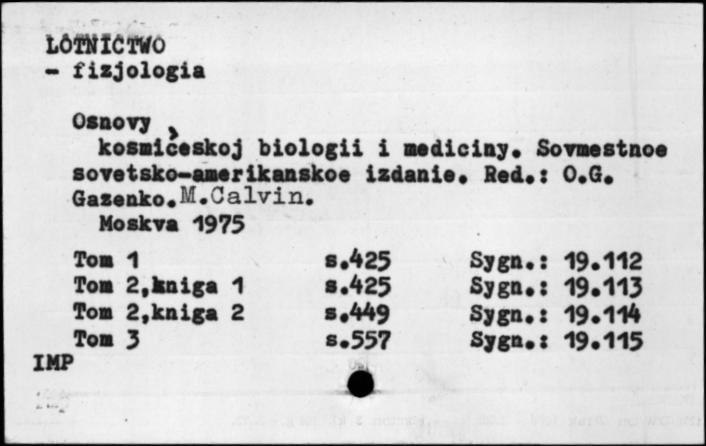 LOTNICTWO
- fizjologia
Osnovy
kosmičeskoj biologii i mediciny. Sovmestnoe
sovetsko-amerikanskoe izdanie. Red.: O.G.
Gazenko. M.Calvin.
Moskva 1975
Tom 1 s.425 Sygn.: 19.112
Tom 2,kniga 1 s.425 Sygn.: 19.113
Tom 2,kniga 2 s.449 Sygn.: 19.114
Tom 3 s.557 Sygn.: 19.115
IMP